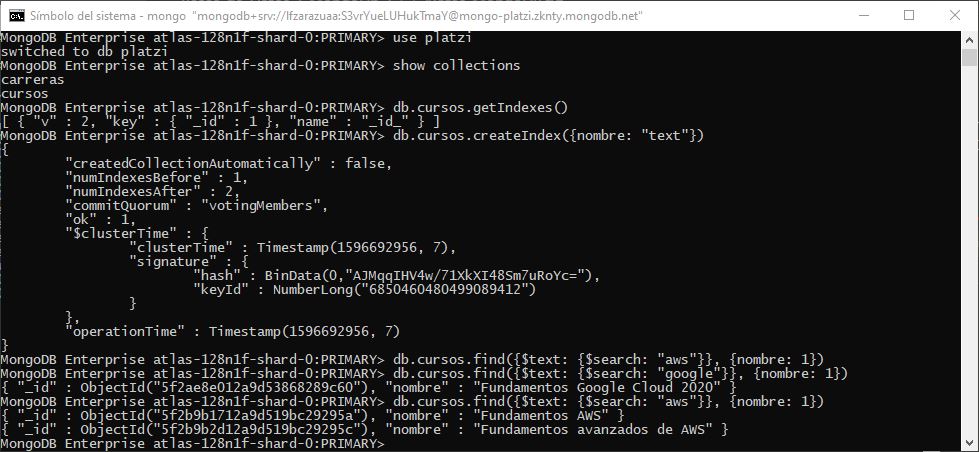 Símbolo del sistema - mongo "mongodb+srv://lfzarazuaa:S3vrYueLUHukTmaY@mongo-platzi.zknty.mongodb.net"
MongoDB Enterprise atlas-128n1f-shard-0:PRIMARY> use platzi
switched to db platzi
MongoDB Enterprise atlas-128n1f-shard-0:PRIMARY> show collections
carreras
cursos
MongoDB Enterprise atlas-128n1f-shard-0:PRIMARY> db.cursos.getIndexes()
[ { "v" : 2, "key" : { "_id" : 1 }, "name" : "_id_" } ]
MongoDB Enterprise atlas-128n1f-shard-0:PRIMARY> db.cursos.createIndex({nombre: "text"})
{
        "createdCollectionAutomatically" : false,
        "numIndexesBefore" : 1,
        "numIndexesAfter" : 2,
        "commitQuorum" : "votingMembers",
        "ok" : 1,
        "$clusterTime" : {
                "clusterTime" : Timestamp(1596692956, 7),
                "signature" : {
                        "hash" : BinData(0,"AJMqqIHV4w/71XkXI48Sm7uRoYc="),
                        "keyId" : NumberLong("6850460480499089412")
                }
        },
        "operationTime" : Timestamp(1596692956, 7)
}
MongoDB Enterprise atlas-128n1f-shard-0:PRIMARY> db.cursos.find({$text: {$search: "aws"}}, {nombre: 1})
MongoDB Enterprise atlas-128n1f-shard-0:PRIMARY> db.cursos.find({$text: {$search: "google"}}, {nombre: 1})
{ "_id" : ObjectId("5f2ae8e012a9d53868289c60"), "nombre" : "Fundamentos Google Cloud 2020" }
MongoDB Enterprise atlas-128n1f-shard-0:PRIMARY> db.cursos.find({$text: {$search: "aws"}}, {nombre: 1})
{ "_id" : ObjectId("5f2b9b1712a9d519bc29295a"), "nombre" : "Fundamentos AWS" }
{ "_id" : ObjectId("5f2b9b2d12a9d519bc29295c"), "nombre" : "Fundamentos avanzados de AWS" }
MongoDB Enterprise atlas-128n1f-shard-0:PRIMARY>